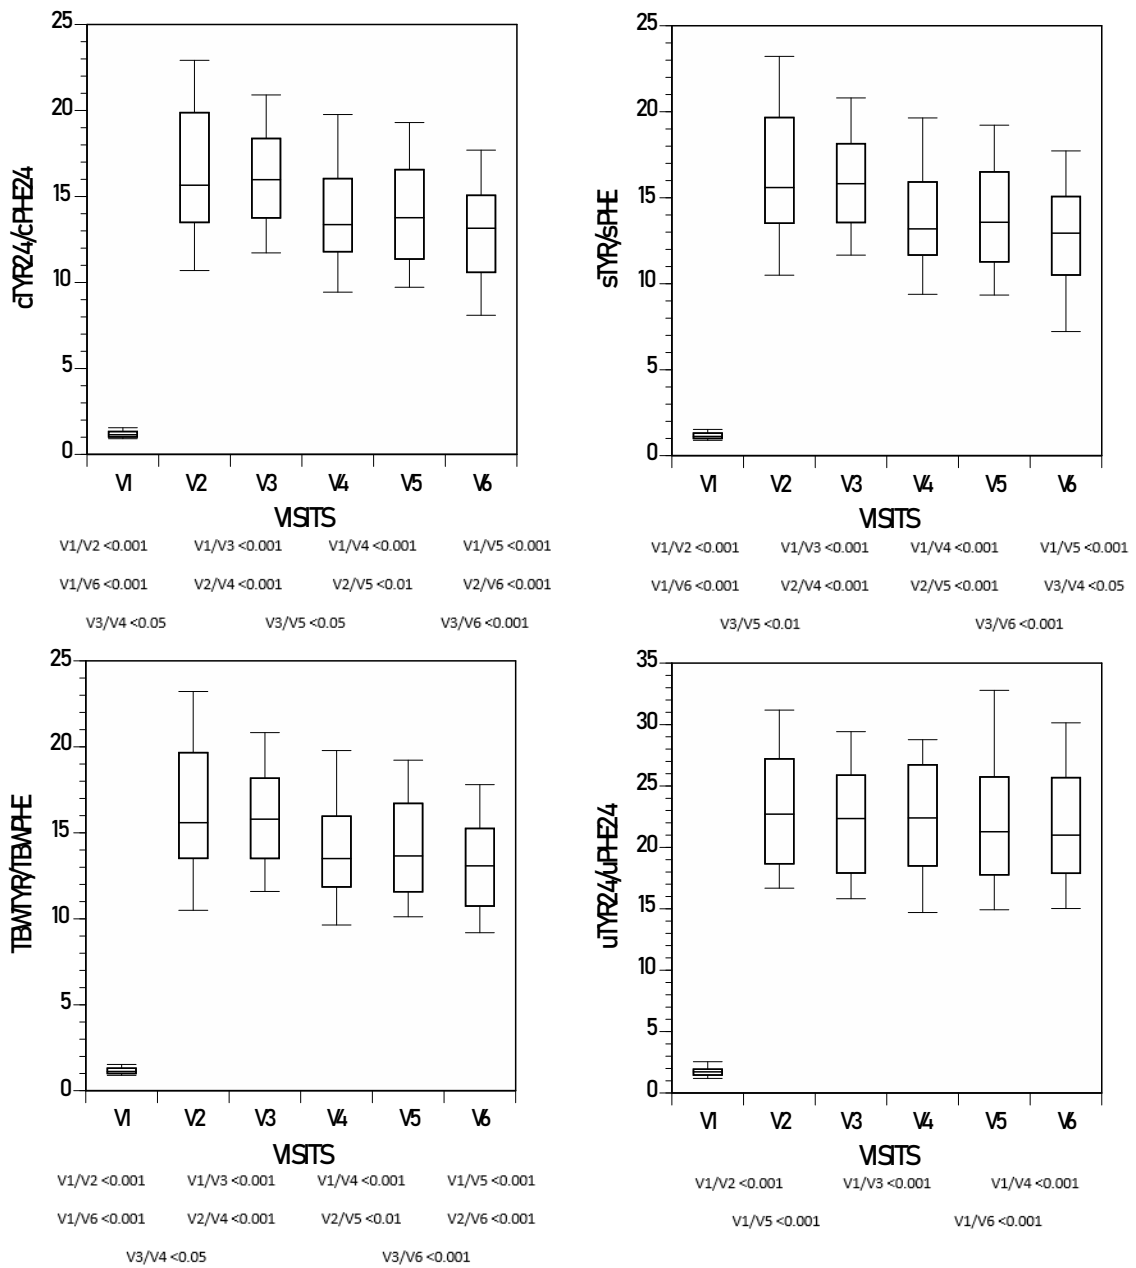 25
20
15
10
5
0
cTYR24/cPHE24
V1 V2 V3 V4 V5 V6
VISITS
V1/V2 <0.001 V1/V3 <0.001 V1/V4 <0.001 V1/V5 <0.001
V1/V6 <0.001 V2/V4 <0.001 V2/V5 <0.01 V2/V6 <0.001
V3/V4 <0.05 V3/V5 <0.05 V3/V6 <0.001
25
20
15
10
5
0
sTYR/sPHE
V1 V2 V3 V4 V5 V6
VISITS
V1/V2 <0.001 V1/V3 <0.001 V1/V4 <0.001 V1/V5 <0.001
V1/V6 <0.001 V2/V4 <0.001 V2/V5 <0.001 V3/V4 <0.05
V3/V5 <0.01 V3/V6 <0.001
25
20
15
10
5
0
TBWTYR/TBWPHE
V1 V2 V3 V4 V5 V6
VISITS
V1/V2 <0.001 V1/V3 <0.001 V1/V4 <0.001 V1/V5 <0.001
V1/V6 <0.001 V2/V4 <0.001 V2/V5 <0.01 V2/V6 <0.001
V3/V4 <0.05 V3/V6 <0.001
35
30
25
20
15
10
5
0
uTYR24/uPHE24
V1 V2 V3 V4 V5 V6
VISITS
V1/V2 <0.001 V1/V3 <0.001 V1/V4 <0.001
V1/V5 <0.001 V1/V6 <0.001